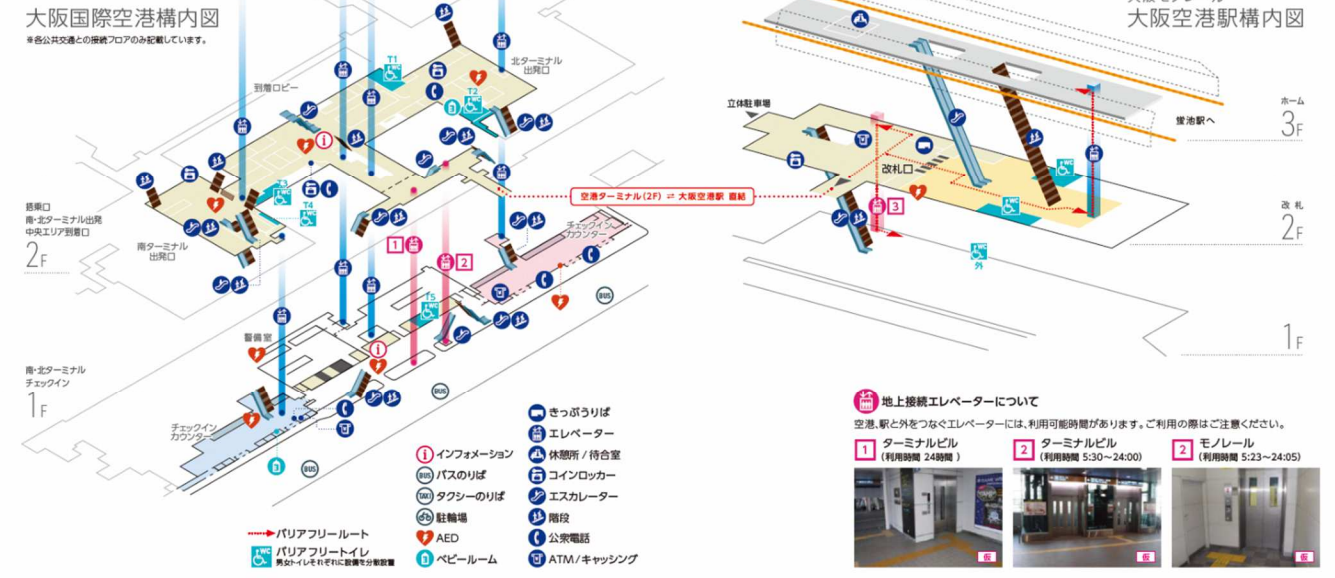 大阪国際空港構内図
※各公共交通との接続フロアのみ記載しています。
到着ロビー
北ターミナル
出発口
T1
WC
T2
WC
T3
WC
T4
WC
搭乗口
南・北ターミナル出発
中央エリア到着口
2F
南ターミナル
出発口
空港ターミナル(2F) ⇄ 大阪空港駅 直結
チェックイン
カウンター
1
2
T5
WC
BUS
警備室
南・北ターミナル
チェックイン
1F
チェックイン
カウンター
BUS
BUS
バリアフリールート
WC
バリアフリートイレ
男女トイレそれぞれに設備を分散設置
インフォメーション
BUS
バスのりば
TAXI
タクシーのりば
駐輪場
AED
ベビールーム
きっぷうりば
エレベーター
休憩所/待合室
コインロッカー
エスカレーター
階段
公衆電話
ATM/キャッシング
大阪空港駅構内図
立体駐車場
蛍池駅へ
ホーム
3F
改札口
WC
WC
3
改札
2F
WC
外
1F
地上接続エレベーターについて
空港、駅と外をつなぐエレベーターには、利用可能時間があります。ご利用の際はご注意ください。
1 ターミナルビル
(利用時間 24時間 )
仮
2 ターミナルビル
(利用時間 5:30～24:00)
仮
2 モノレール
(利用時間 5:23～24:05)
仮